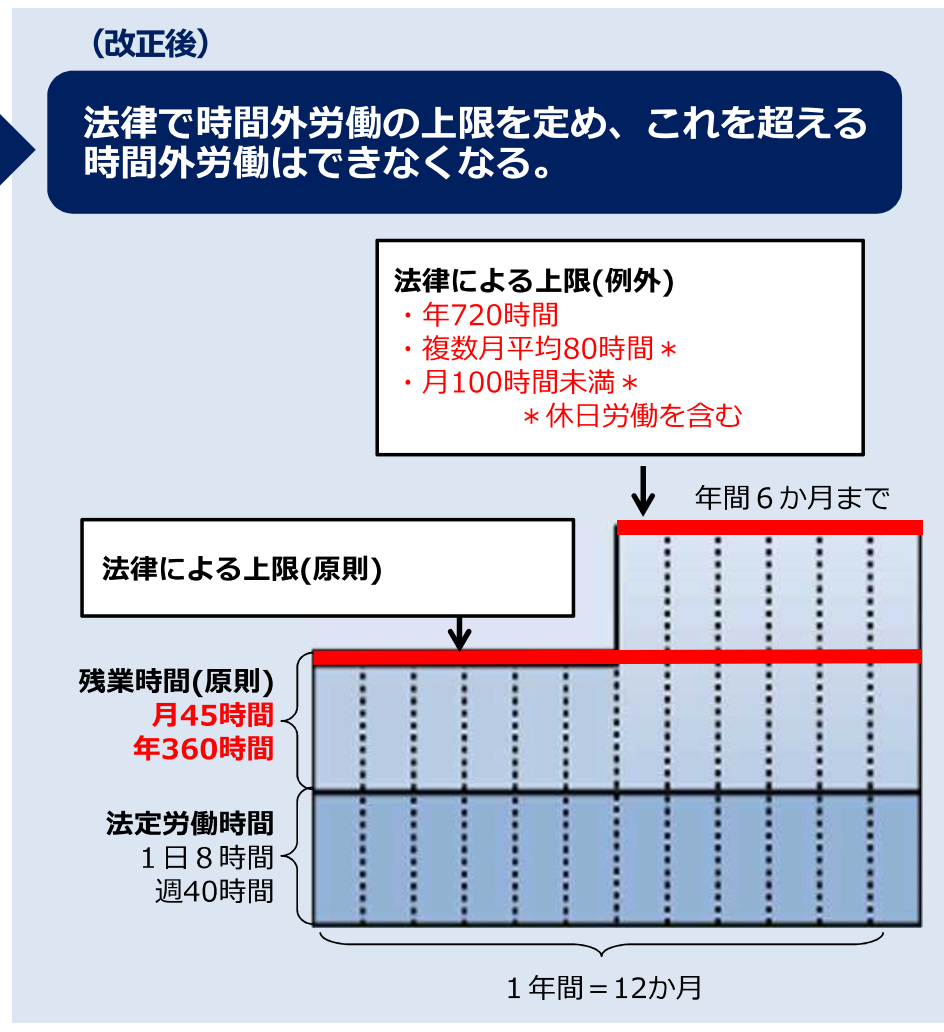 （改正後）
法律で時間外労働の上限を定め、これを超える
時間外労働はできなくなる。
法律による上限(例外)
・年720時間
・複数月平均80時間＊
・月100時間未満＊
＊休日労働を含む
年間６か月まで
法律による上限(原則)
残業時間(原則)
月45時間
年360時間
法定労働時間
１日８時間
週40時間
１年間＝12か月